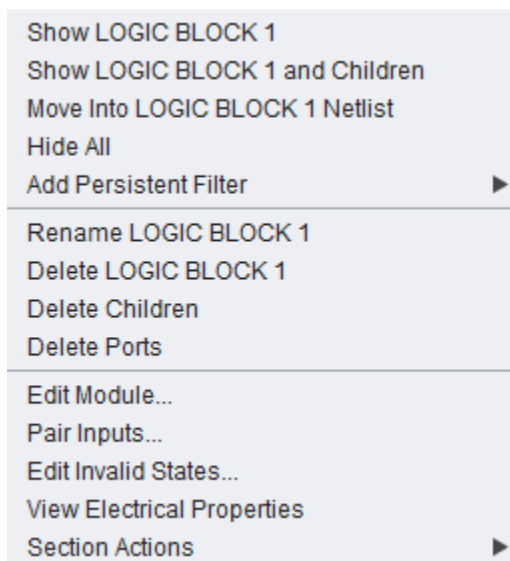 Show LOGIC BLOCK 1
Show LOGIC BLOCK 1 and Children
Move Into LOGIC BLOCK 1 Netlist
Hide All
Add Persistent Filter
Rename LOGIC BLOCK 1
Delete LOGIC BLOCK 1
Delete Children
Delete Ports
Edit Module...
Pair Inputs...
Edit Invalid States...
View Electrical Properties
Section Actions